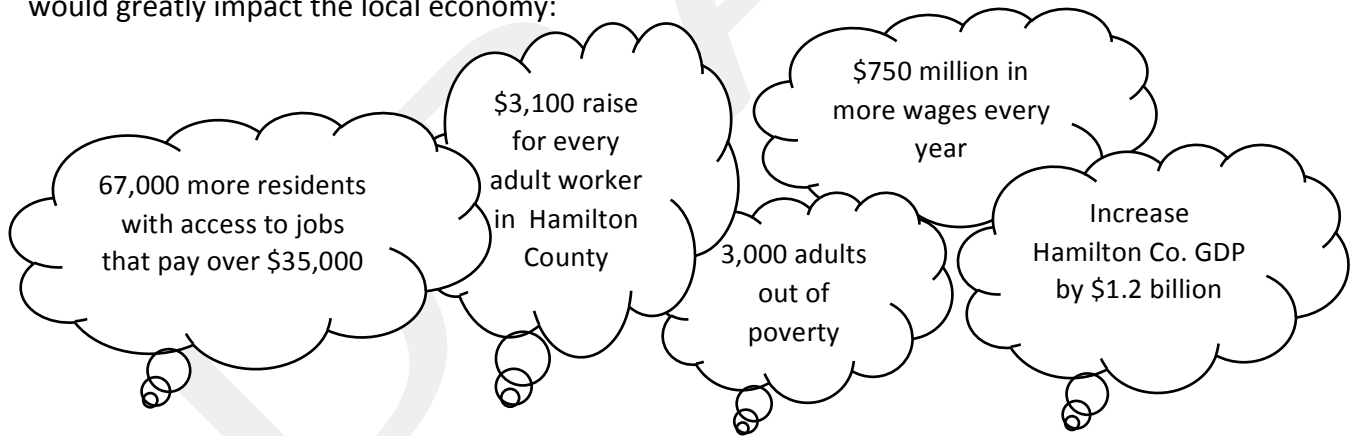 would greatly impact the local economy:
67,000 more residents
with access to jobs
that pay over $35,000
$3,100 raise
for every
adult worker
in Hamilton
County
3,000 adults
out of
poverty
$750 million in
more wages every
year
Increase
Hamilton Co. GDP
by $1.2 billion